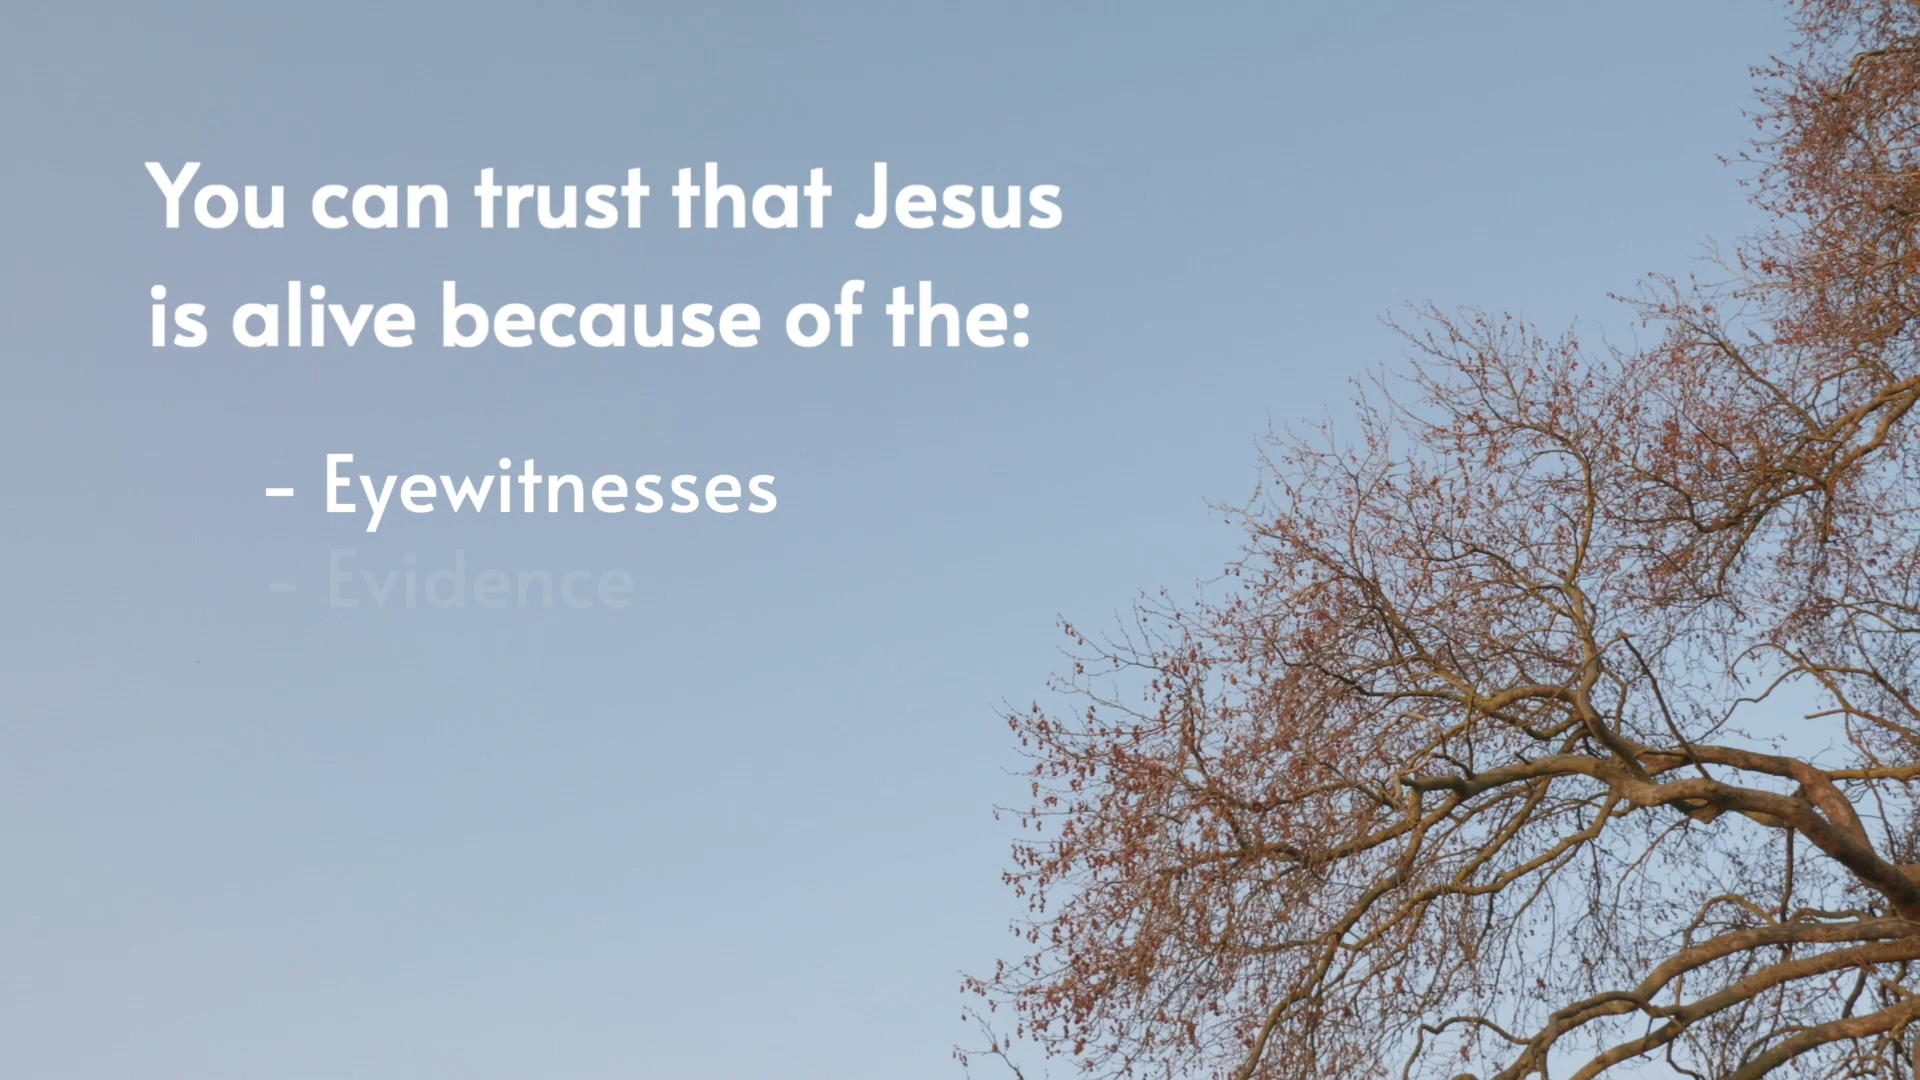 You can trust that Jesus
is alive because of the:
- Eyewitnesses
- Evidence